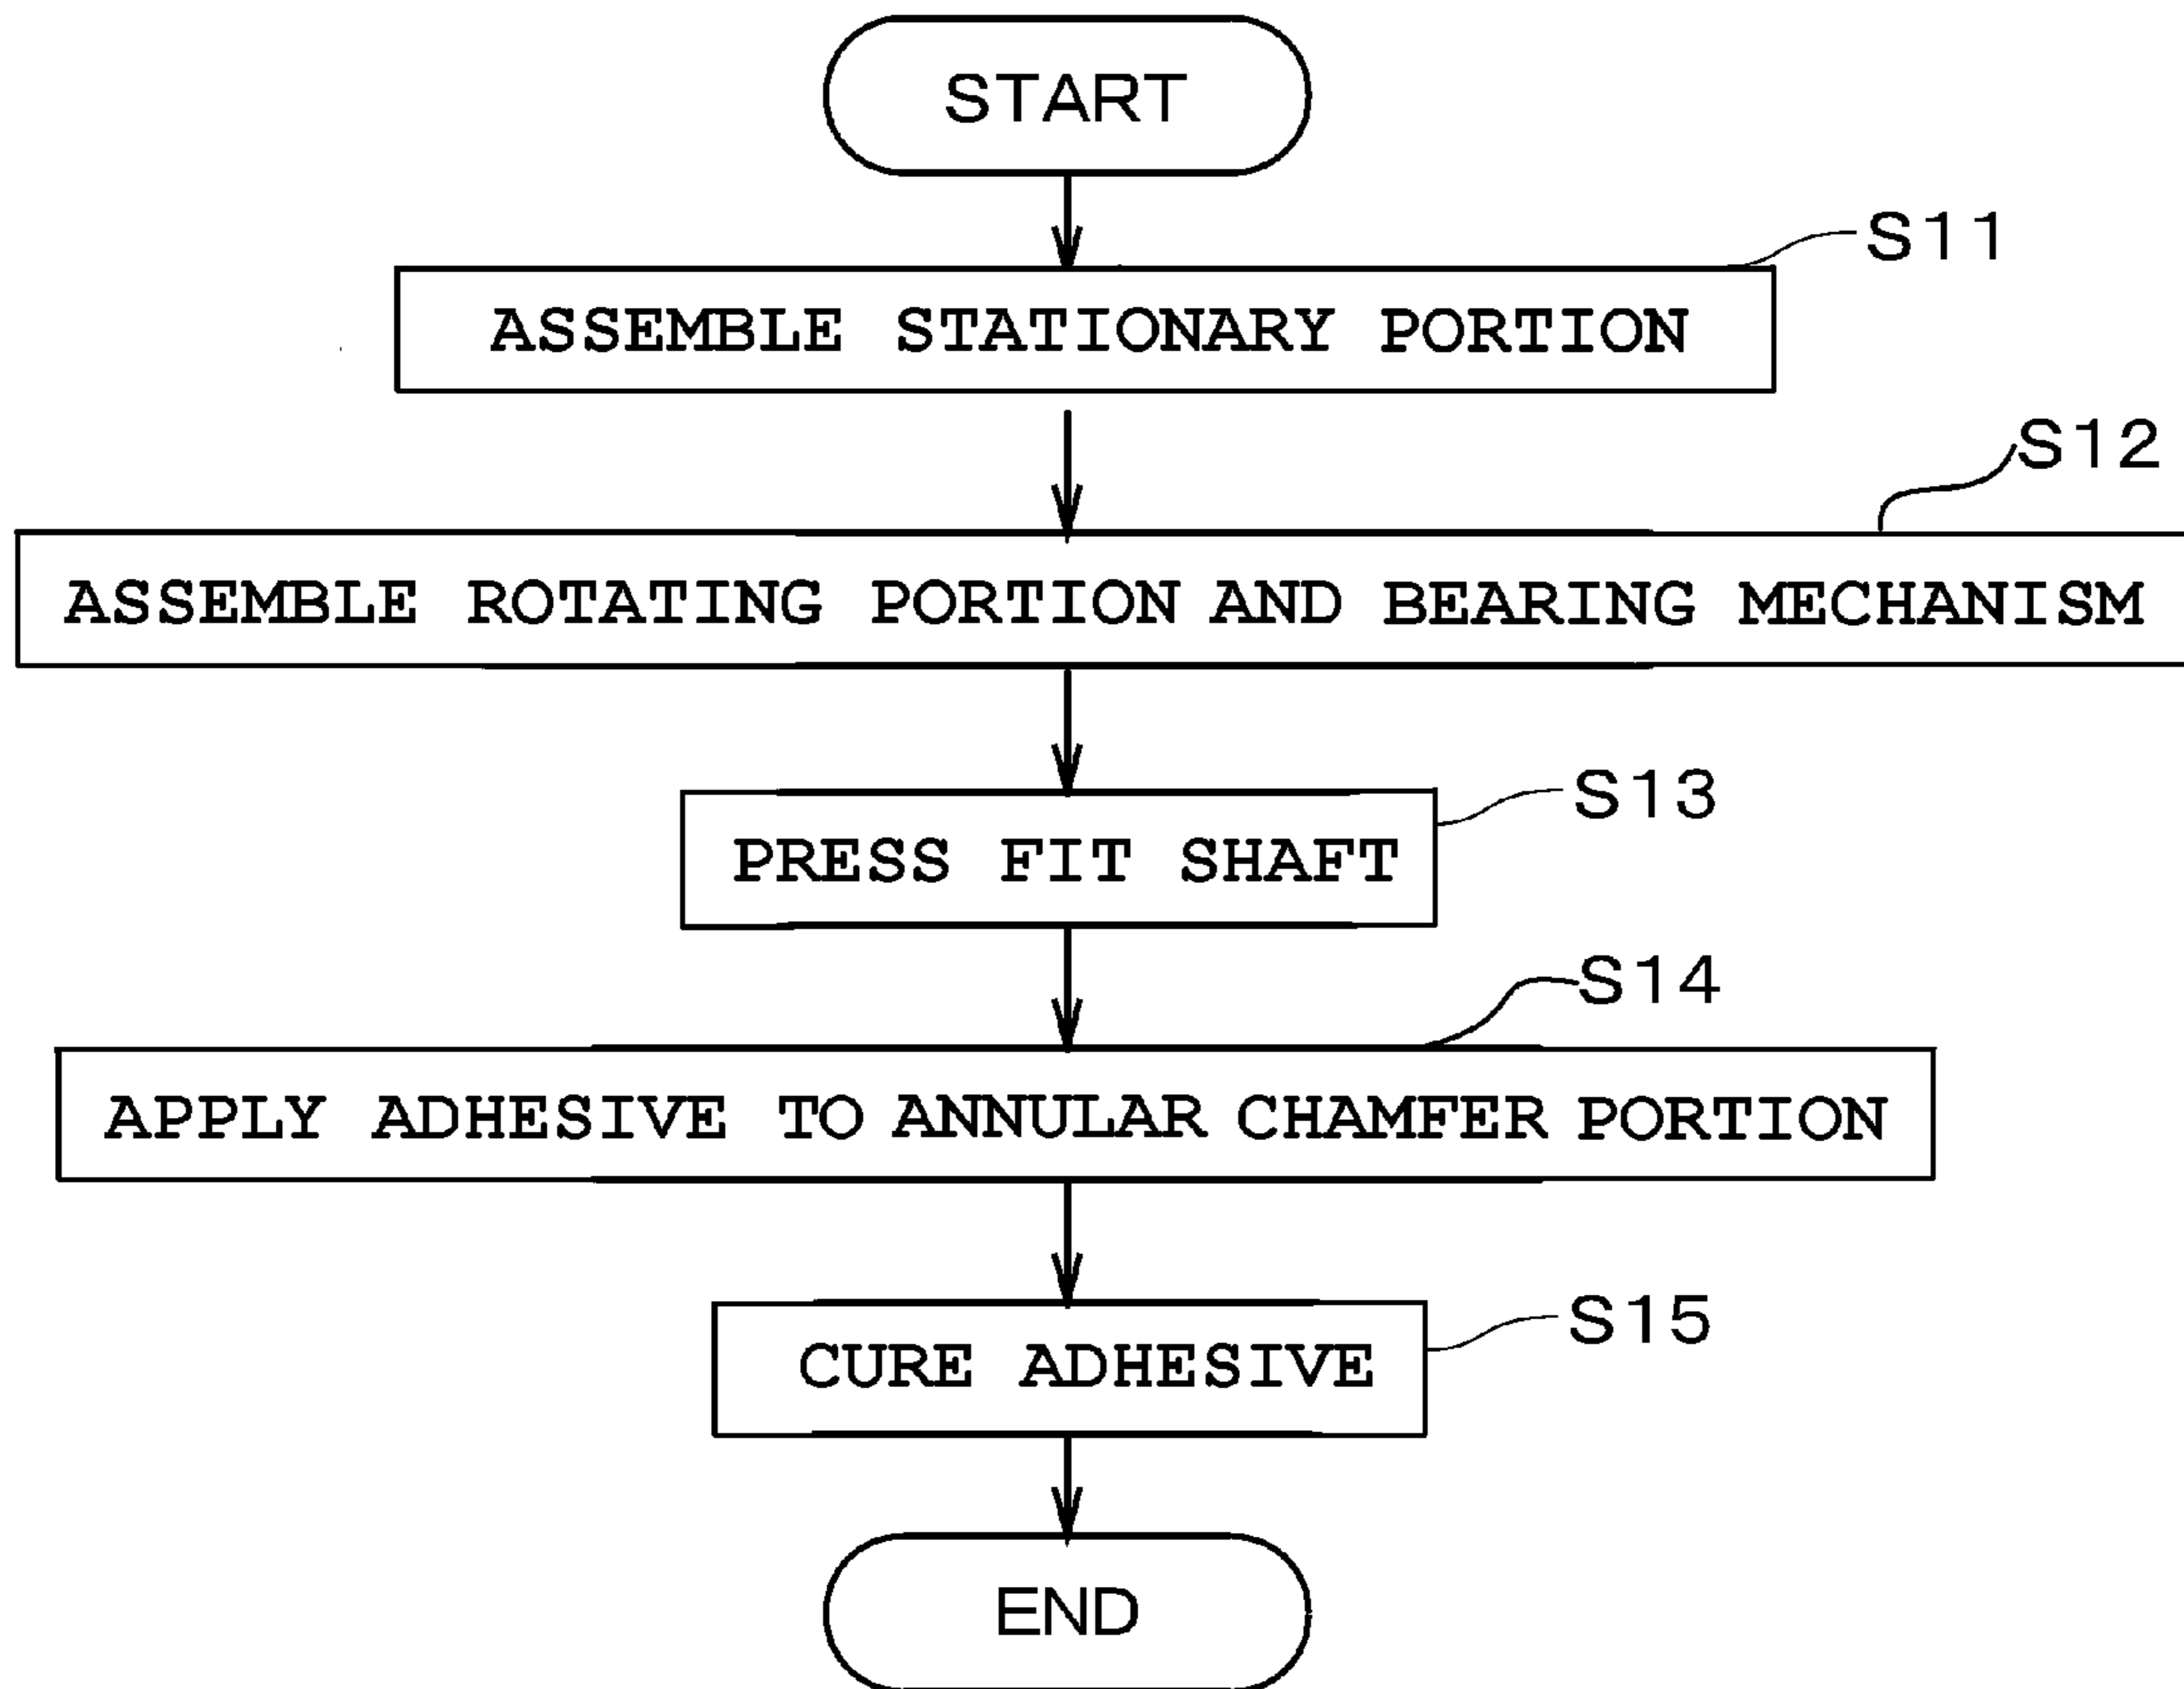 START
S11
ASSEMBLE STATIONARY PORTION
S12
ASSEMBLE ROTATING PORTION AND BEARING MECHANISM
S13
PRESS FIT SHAFT
S14
APPLY ADHESIVE TO ANNULAR CHAMFER PORTION
S15
CURE ADHESIVE
END